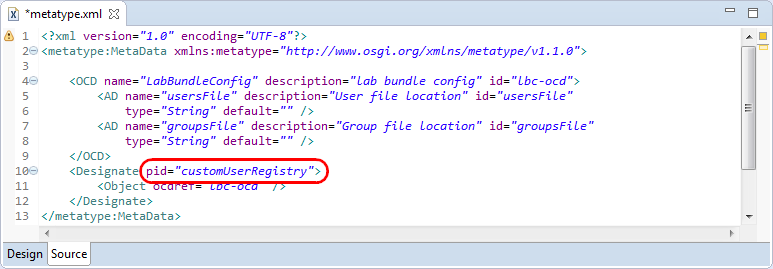 *metatype.xml
1 <?xml version="1.0" encoding="UTF-8"?>
2 <metatype:MetaData xmlns:metatype="http://www.osgi.org/xmlns/metatype/v1.1.0">
3
4 <OCD name="LabBundleConfig" description="lab bundle config" id="lbc-ocd">
5 <AD name="usersFile" description="User file location" id="usersFile"
6 type="String" default="" />
7 <AD name="groupsFile" description="Group file location" id="groupsFile"
8 type="String" default="" />
9 </OCD>
10 <Designate pid="customUserRegistry">
11 <Object ocdref="lbc-ocd" />
12 </Designate>
13 </metatype:MetaData>
Design Source